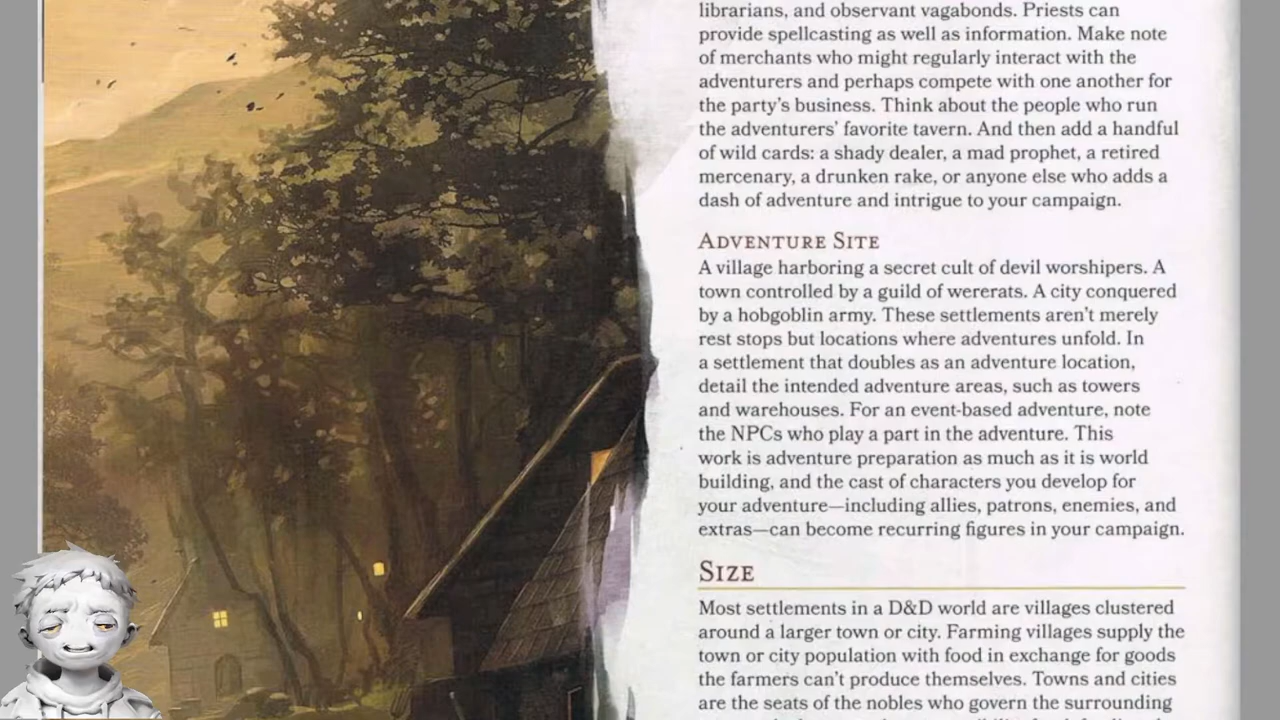 librarians, and observant vagabonds. Priests can
provide spellcasting as well as information. Make note
of merchants who might regularly interact with the
adventurers and perhaps compete with one another for
the party's business. Think about the people who run
the adventurers' favorite tavern. And then add a handful
of wild cards: a shady dealer, a mad prophet, a retired
mercenary, a drunken rake, or anyone else who adds a
dash of adventure and intrigue to your campaign.
ADVENTURE SITE
A village harboring a secret cult of devil worshipers. A
town controlled by a guild of wererats. A city conquered
by a hobgoblin army. These settlements aren't merely
rest stops but locations where adventures unfold. In
a settlement that doubles as an adventure location,
detail the intended adventure areas, such as towers
and warehouses. For an event-based adventure, note
the NPCs who play a part in the adventure. This
work is adventure preparation as much as it is world
building, and the cast of characters you develop for
your adventure—including allies, patrons, enemies, and
extras—can become recurring figures in your campaign.
SIZE
Most settlements in a D&D world are villages clustered
around a larger town or city. Farming villages supply the
town or city population with food in exchange for goods
the farmers can't produce themselves. Towns and cities
are the seats of the nobles who govern the surrounding